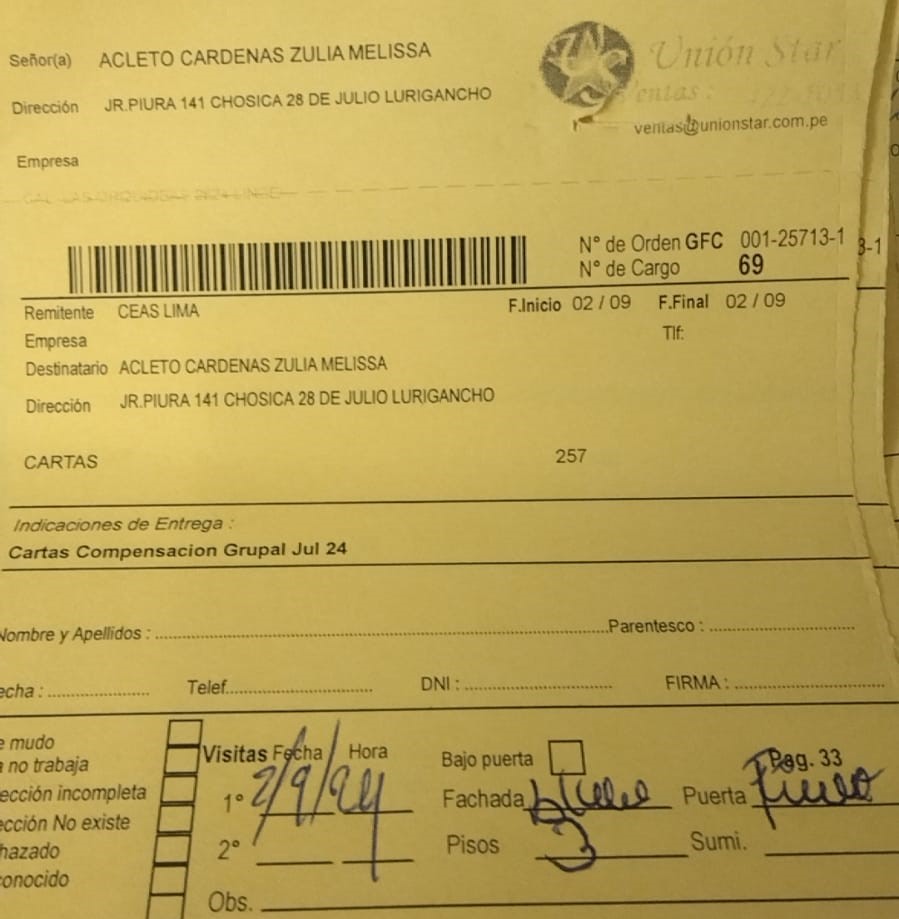 Señor(a) ACLETO CARDENAS ZULIA MELISSA
Unión Star
Dirección JR.PIURA 141 CHOSICA 28 DE JULIO LURIGANCHO
Ventas :
ventas@unionstar.com.pe
Empresa
N° de Orden GFC 001-25713-1
3-1
N° de Cargo 69
Remitente CEAS LIMA F.Inicio 02 / 09 F.Final 02 / 09
Empresa Tlf:
Destinatario ACLETO CARDENAS ZULIA MELISSA
Dirección JR.PIURA 141 CHOSICA 28 DE JULIO LURIGANCHO
CARTAS 257
Indicaciones de Entrega :
Cartas Compensacion Grupal Jul 24
Nombre y Apellidos : Parentesco :
echa : Telef. DNI : FIRMA :
e mudo
Visitas Fecha Hora Bajo puerta Pag. 33
a no trabaja
ección incompleta 1° 2/9/24 Fachada Puerta
ección No existe
hazado 2° Pisos 3 Sumi.
conocido
Obs.